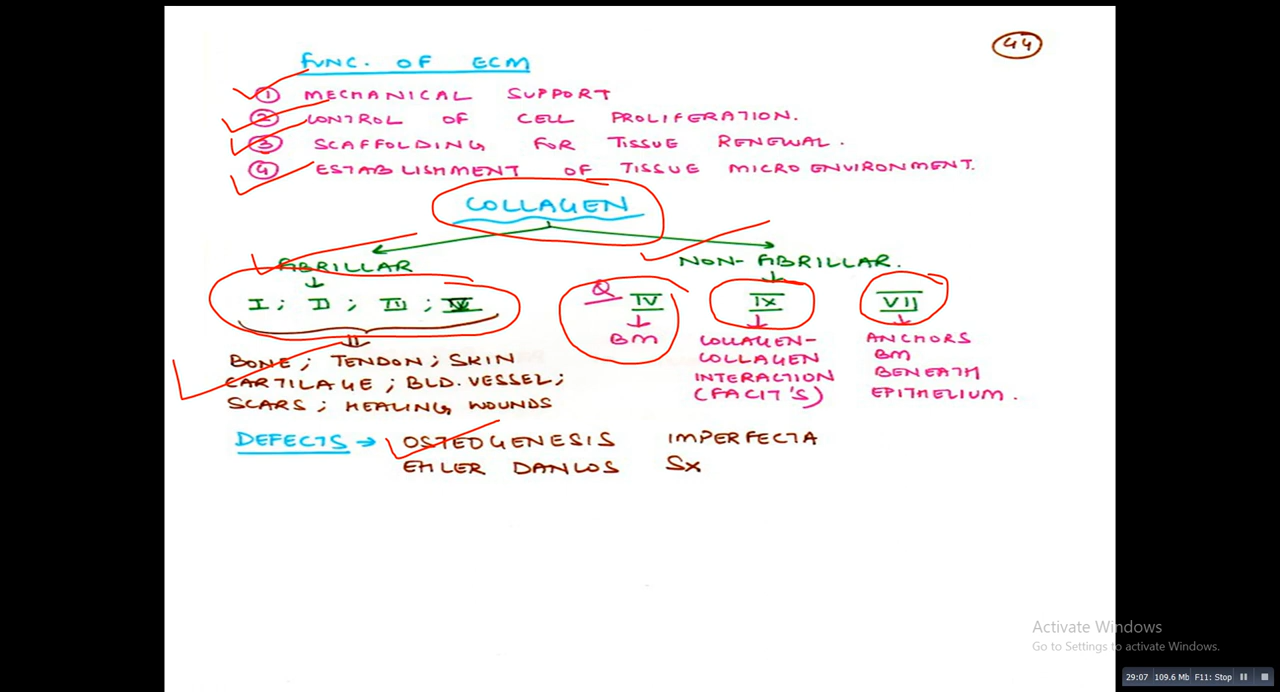 44
FUNC. OF ECM
① MECHANICAL SUPPORT
② CONTROL OF CELL PROLIFERATION.
③ SCAFFOLDING FOR TISSUE RENEWAL.
④ ESTABLISHMENT OF TISSUE MICRO ENVIRONMENT.
COLLAGEN
FIBRILLAR
NON-FIBRILLAR.
I; II; III;
Q IV
IX
VII
BM
COLLAGEN-
COLLAGEN
INTERACTION
(FACIT'S)
ANCHORS
BM
BENEATH
EPITHELIUM.
BONE; TENDON; SKIN
CARTILAGE; BLD. VESSEL;
SCARS; HEALING WOUNDS
DEFECTS → OSTEOGENESIS IMPERFECTA
EHLER DANLOS Sx
Activate Windows
Go to Settings to activate Windows.
29:07 109.6 Mb F11: Stop